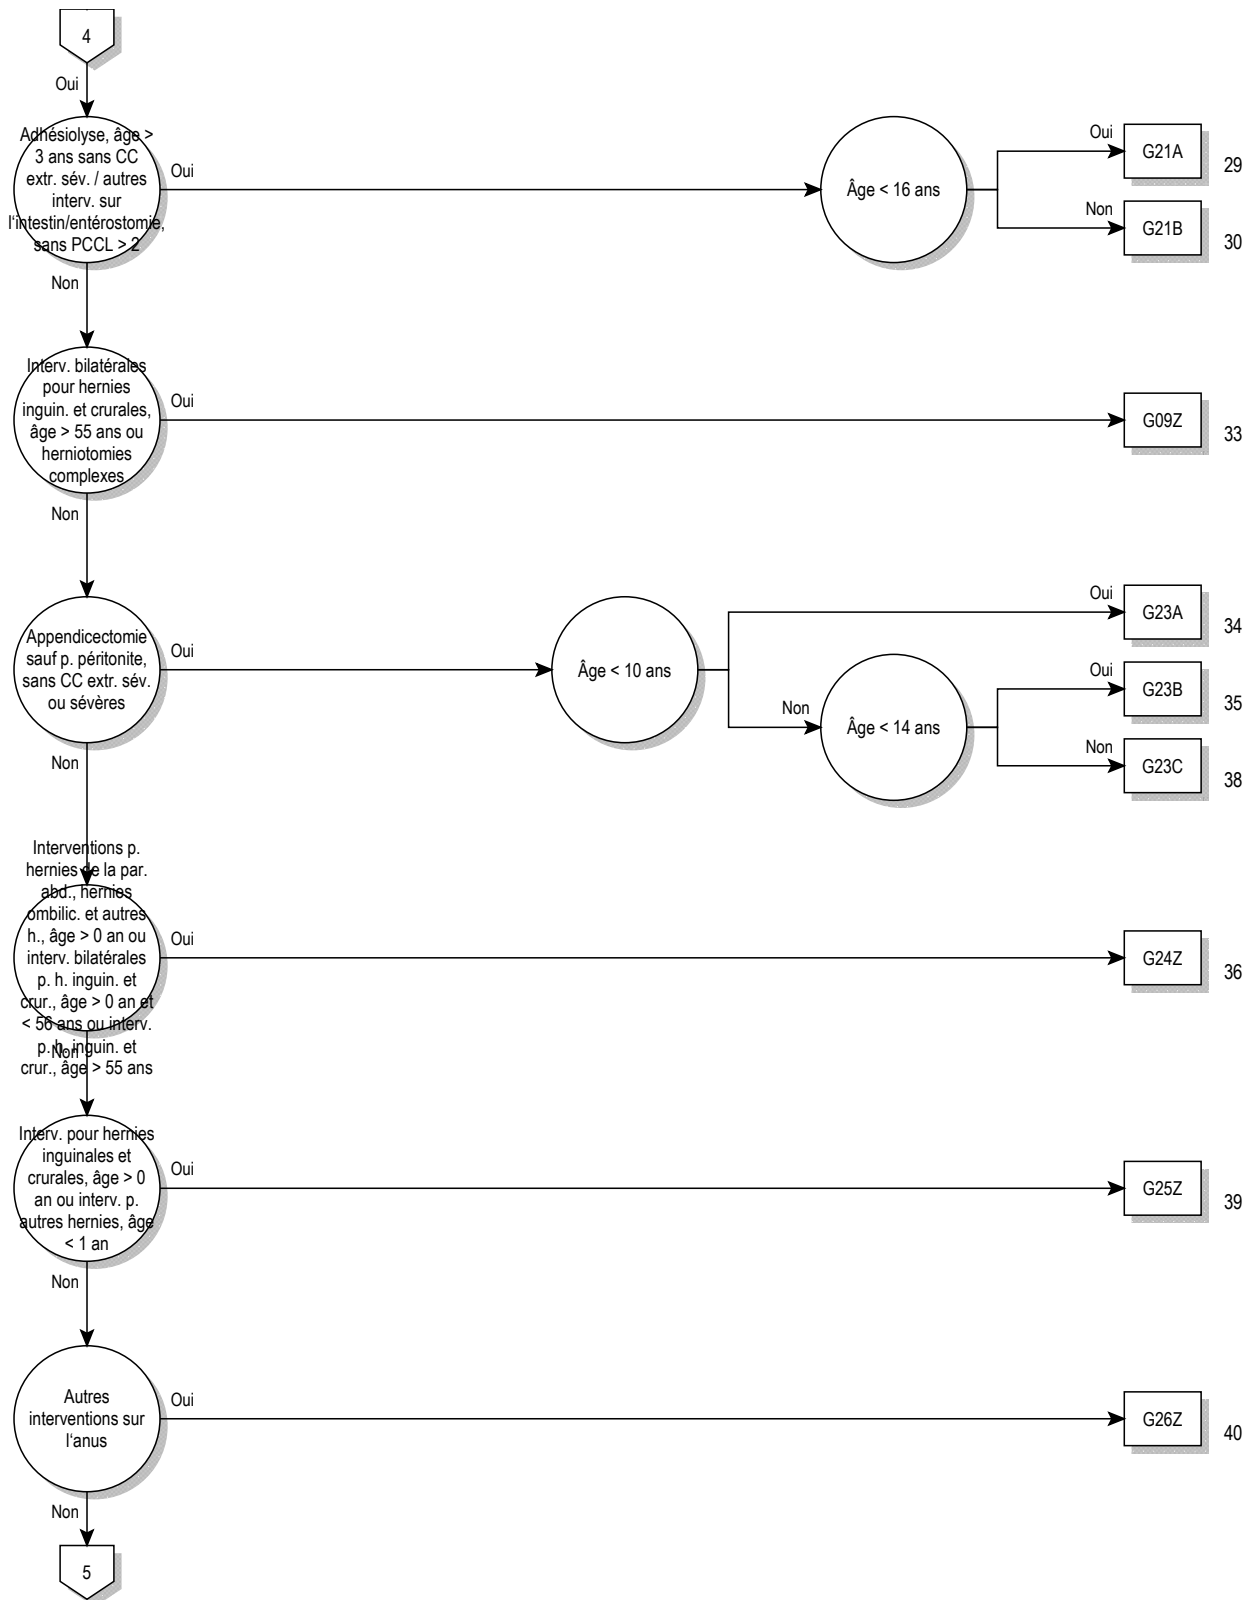 4
Oui
Adhésiolyse, âge >
3 ans sans CC
extr. sév. / autres
interv. sur
l'intestin/entérostomie,
sans PCCL > 2
Oui
Âge < 16 ans
Oui
G21A
29
Non
G21B
30
Non
Interv. bilatérales
pour hernies
inguin. et crurales,
âge > 55 ans ou
herniotomies
complexes
Oui
G09Z
33
Non
Appendicectomie
sauf p. péritonite,
sans CC extr. sév.
ou sévères
Oui
Âge < 10 ans
Oui
G23A
34
Non
Âge < 14 ans
Oui
G23B
35
Non
G23C
38
Non
Interventions p.
hernies de la par.
abd., hernies
ombilic. et autres
h., âge > 0 an ou
interv. bilatérales
p. h. inguin. et
crur., âge > 0 an et
< 56 ans ou interv.
p. h. inguin. et
crur., âge > 55 ans
Oui
G24Z
36
Non
Interv. pour hernies
inguinales et
crurales, âge > 0
an ou interv. p.
autres hernies, âge
< 1 an
Oui
G25Z
39
Non
Autres
interventions sur
l'anus
Oui
G26Z
40
Non
5